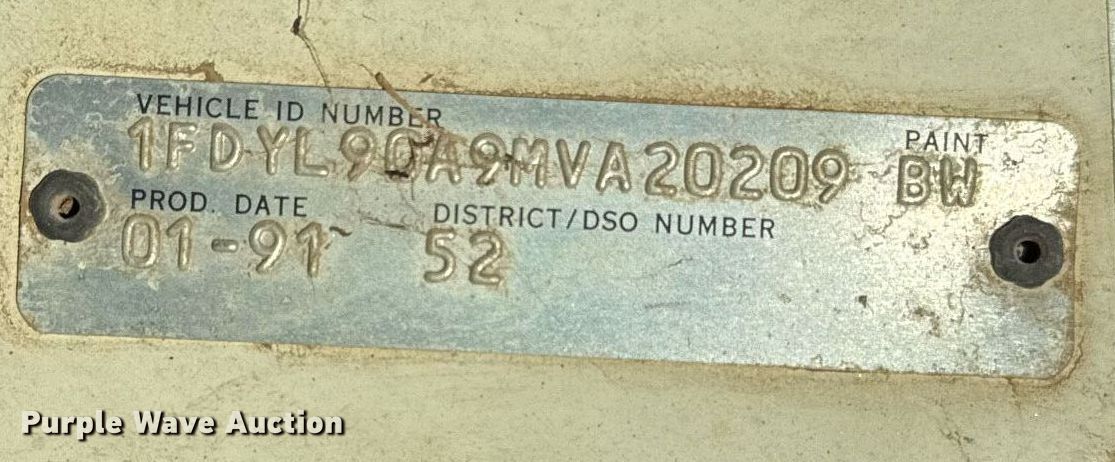 VEHICLE ID NUMBER
PAINT
1FDYL90A9MVA20209 BW
PROD. DATE
DISTRICT/DSO NUMBER
01-91 52
Purple Wave Auction